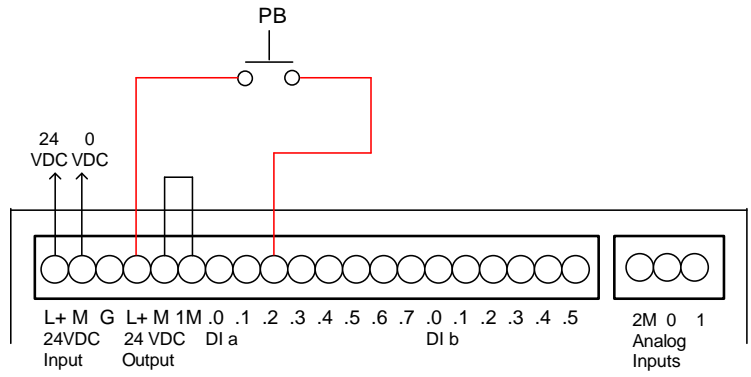 PB
24 0
VDC VDC
L+ M G L+ M 1M .0 .1 .2 .3 .4 .5 .6 .7 .0 .1 .2 .3 .4 .5
24VDC 24 VDC DI a DI b
Input Output
2M 0 1
Analog
Inputs